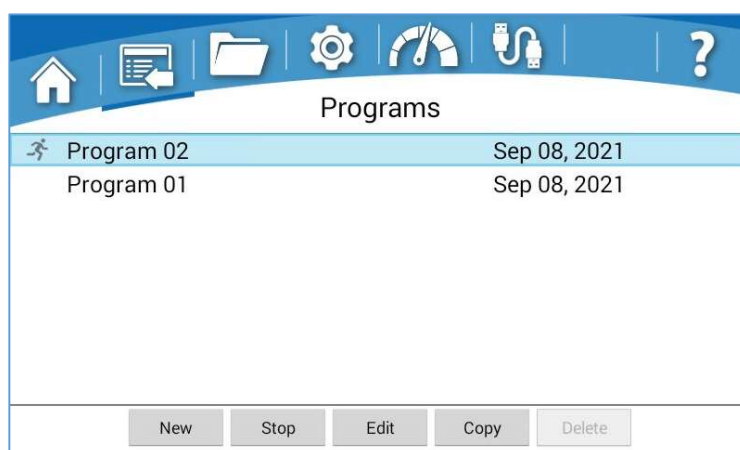 ?
Programs
Program 02 Sep 08, 2021
Program 01 Sep 08, 2021
New Stop Edit Copy Delete